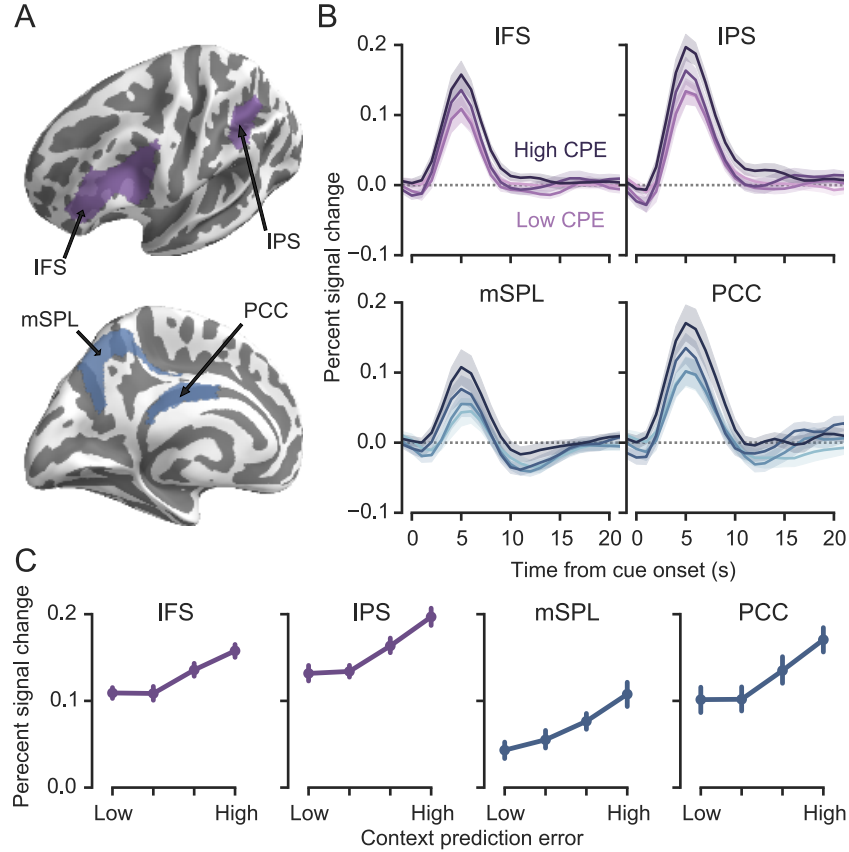 A
IFS
IPS
mSPL
PCC
B
Percent signal change
IFS
IPS
0.2
0.1
0.0
−0.1
High CPE
Low CPE
mSPL
PCC
0.2
0.1
0.0
−0.1
0
5
10
15
20
0
5
10
15
20
Time from cue onset (s)
C
Perecent signal change
IFS
IPS
mSPL
PCC
0.2
0.1
0.0
Low
High
Low
High
Low
High
Low
High
Context prediction error